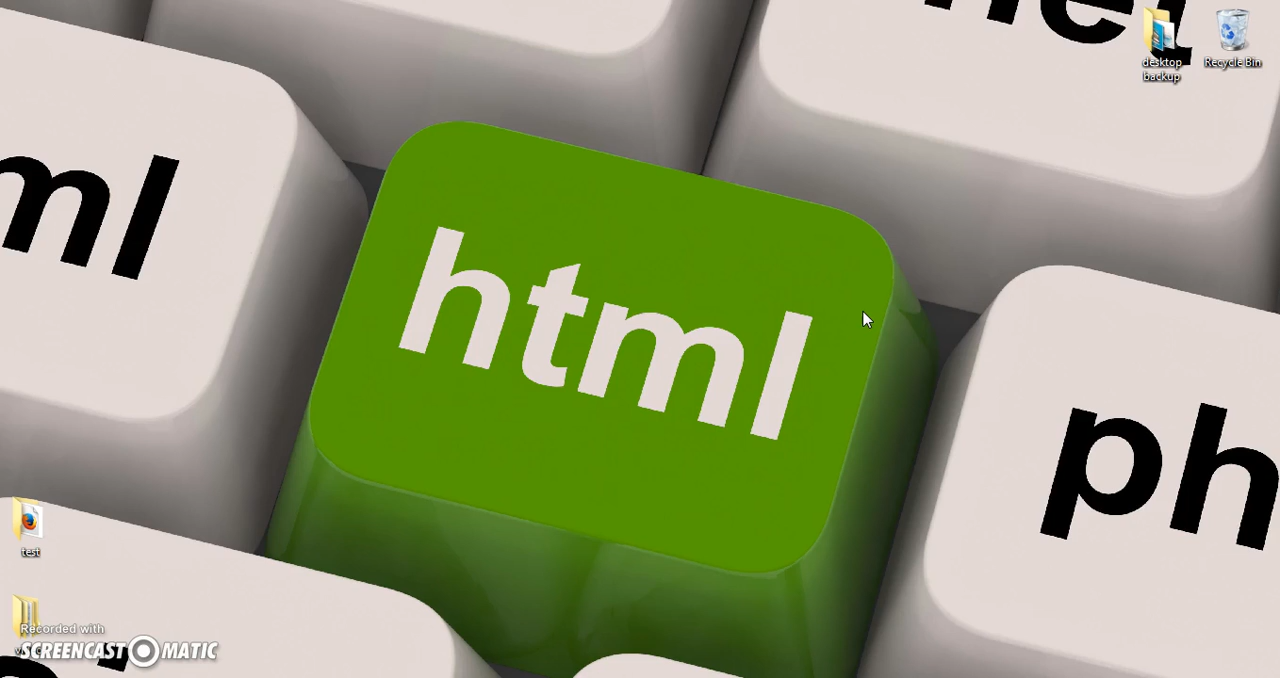 desktop
backup
Recycle Bin
ml
html
ph
test
Recorded with
SCREENCAST MATIC